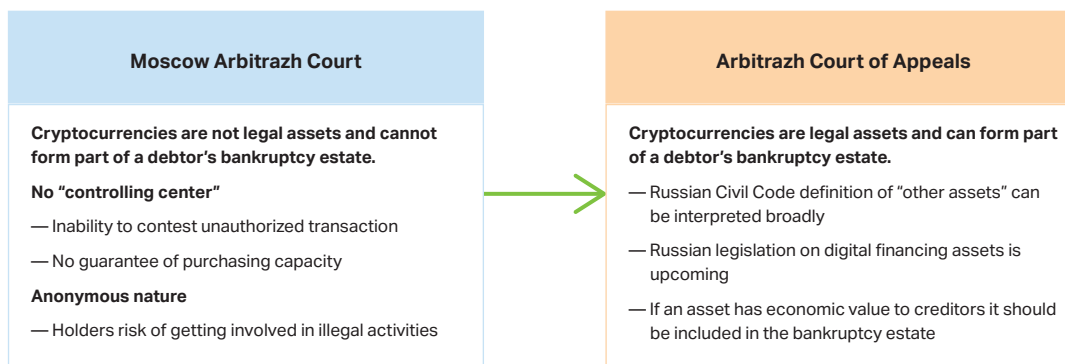 Moscow Arbitrazh Court
Cryptocurrencies are not legal assets and cannot
form part of a debtor's bankruptcy estate.
No “controlling center”
— Inability to contest unauthorized transaction
— No guarantee of purchasing capacity
Anonymous nature
— Holders risk of getting involved in illegal activities
Arbitrazh Court of Appeals
Cryptocurrencies are legal assets and can form part
of a debtor's bankruptcy estate.
— Russian Civil Code definition of “other assets” can
be interpreted broadly
— Russian legislation on digital financing assets is
upcoming
— If an asset has economic value to creditors it should
be included in the bankruptcy estate